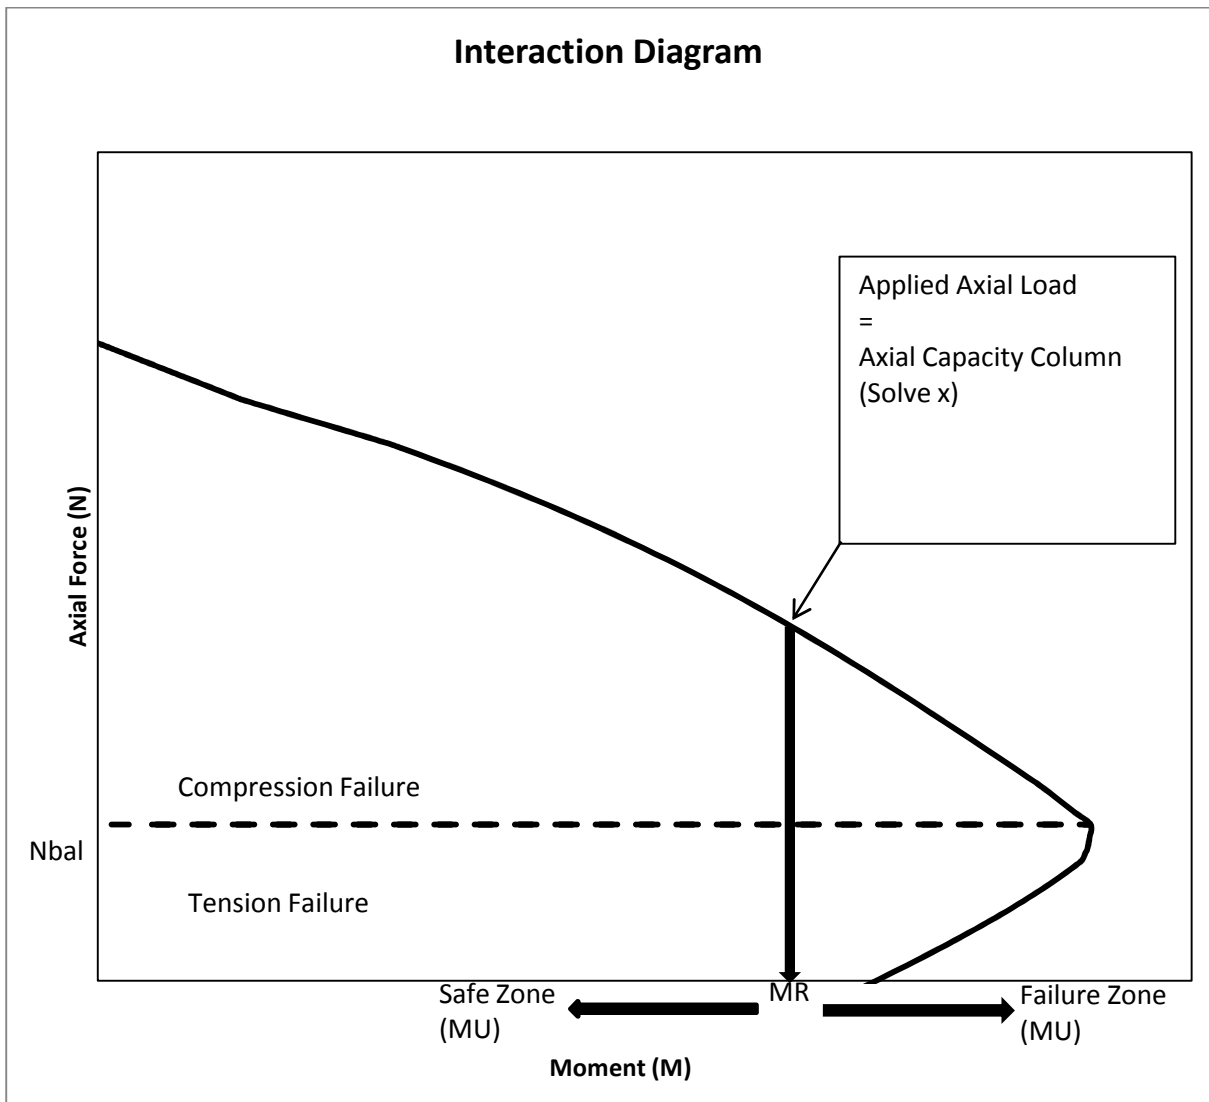 Interaction Diagram
Applied Axial Load
=
Axial Capacity Column
(Solve x)
Axial Force (N)
Compression Failure
Nbal
Tension Failure
Safe Zone
(MU)
MR
Failure Zone
(MU)
Moment (M)